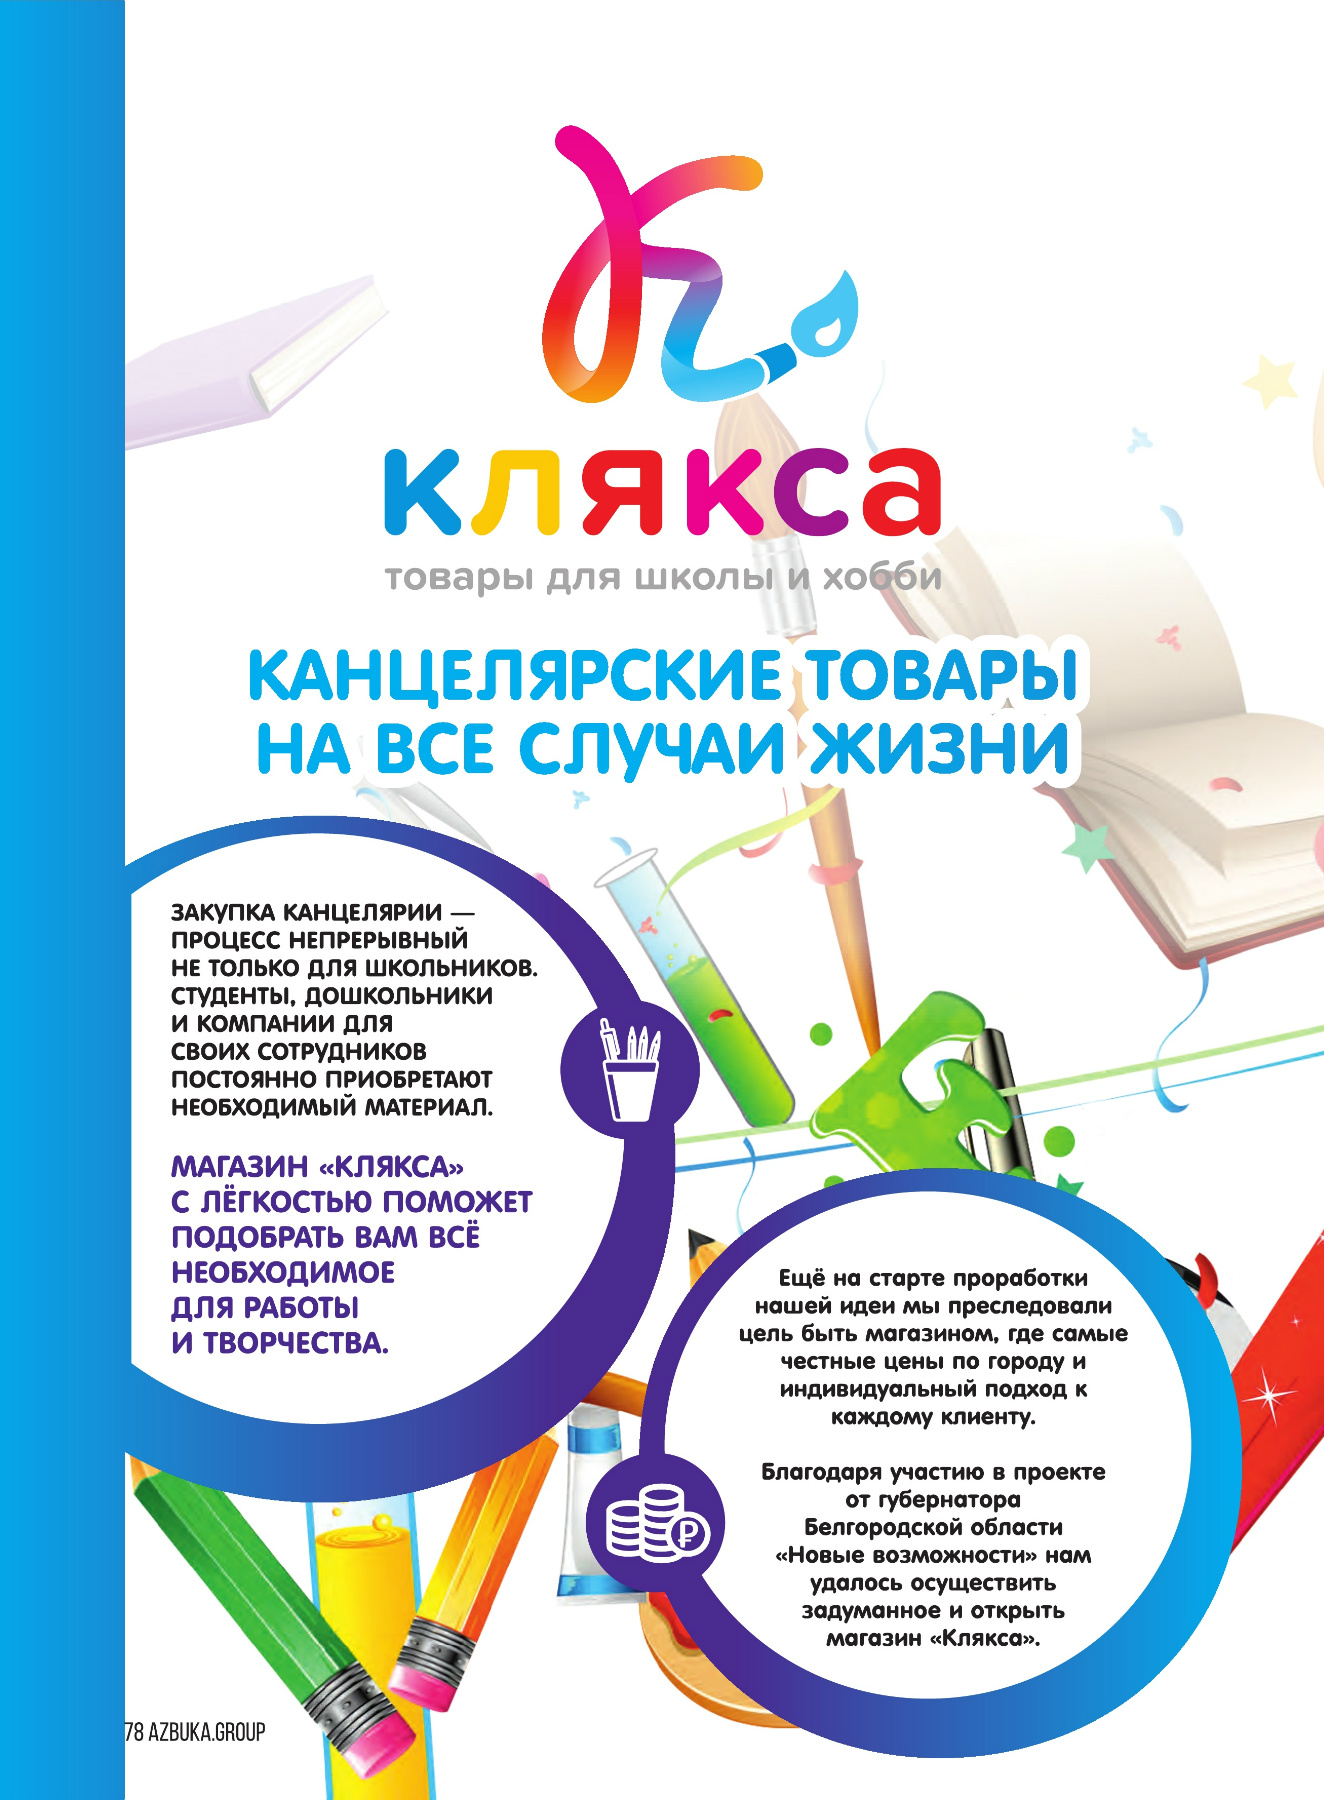 клякса
товары для школы и хобби
КАНЦЕЛЯРСКИЕ ТОВАРЫ
НА ВСЕ СЛУЧАИ ЖИЗНИ
ЗАКУПКА КАНЦЕЛЯРИИ —
ПРОЦЕСС НЕПРЕРЫВНЫЙ
НЕ ТОЛЬКО ДЛЯ ШКОЛЬНИКОВ.
СТУДЕНТЫ, ДОШКОЛЬНИКИ
И КОМПАНИИ ДЛЯ
СВОИХ СОТРУДНИКОВ
ПОСТОЯННО ПРИОБРЕТАЮТ
НЕОБХОДИМЫЙ МАТЕРИАЛ.
МАГАЗИН «КЛЯКСА»
С ЛЁГКОСТЬЮ ПОМОЖЕТ
ПОДОБРАТЬ ВАМ ВСЁ
НЕОБХОДИМОЕ
ДЛЯ РАБОТЫ
И ТВОРЧЕСТВА.
Ещё на старте проработки
нашей идеи мы преследовали
цель быть магазином, где самые
честные цены по городу и
индивидуальный подход к
каждому клиенту.
Благодаря участию в проекте
от губернатора
Белгородской области
«Новые возможности» нам
удалось осуществить
задуманное и открыть
магазин «Клякса».
78 AZBUKA.GROUP